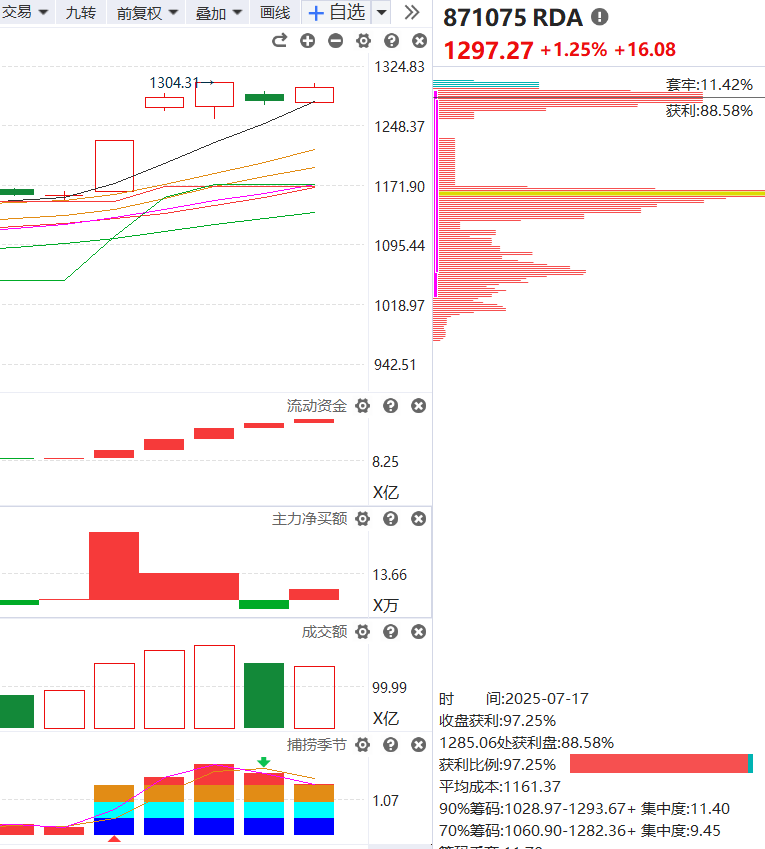 交易 九转 前复权 叠加 画线 +自选
871075 RDA
1297.27 +1.25% +16.08
1324.83
1304.31
1248.37
1171.90
1095.44
1018.97
942.51
套牢:11.42%
获利:88.58%
流动资金
8.25
X亿
主力净买额
13.66
X万
成交额
99.99
X亿
捕捞季节
1.07
时 间:2025-07-17
收盘获利:97.25%
1285.06处获利盘:88.58%
获利比例:97.25%
平均成本:1161.37
90%筹码:1028.97-1293.67+ 集中度:11.40
70%筹码:1060.90-1282.36+ 集中度:9.45